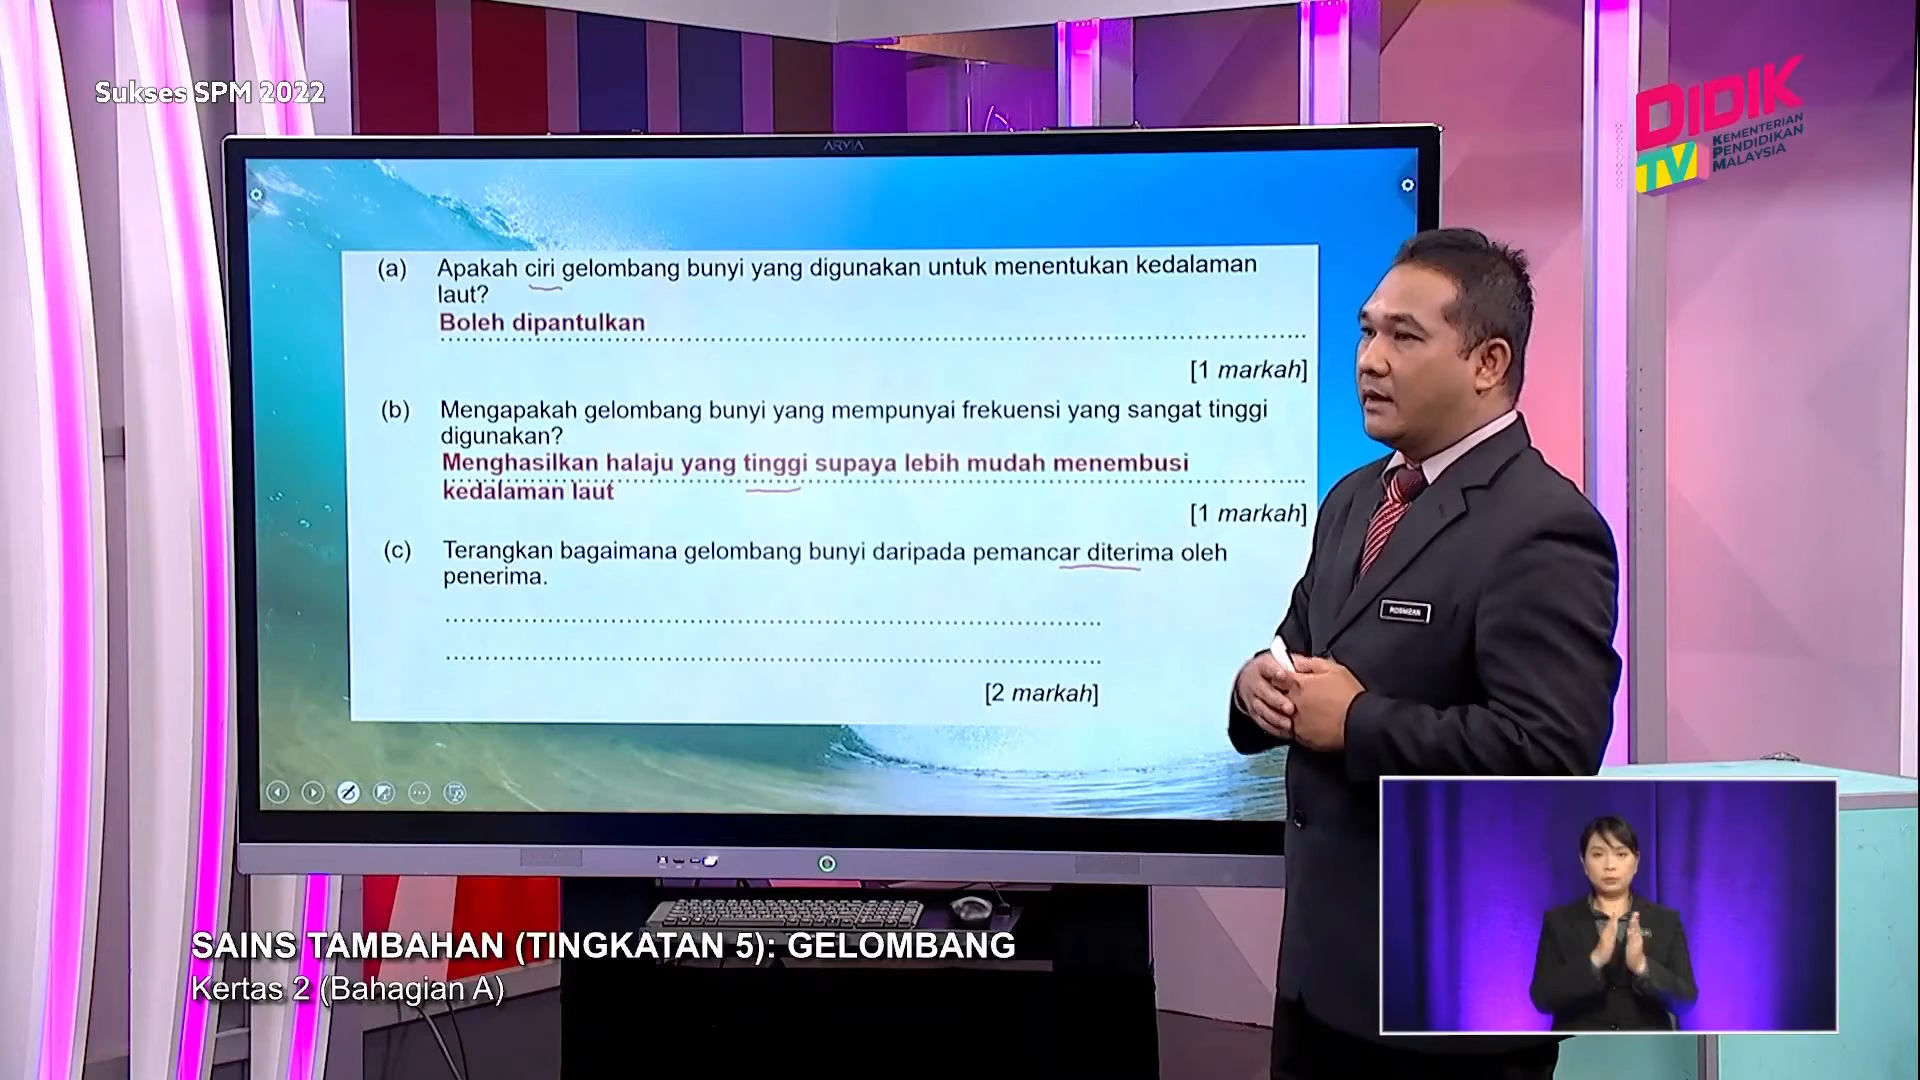 Sukses SPM 2022
DIDIK
TV
KEMENTERIAN
PENDIDIKAN
MALAYSIA
ARVIA
(a) Apakah ciri gelombang bunyi yang digunakan untuk menentukan kedalaman
laut?
Boleh dipantulkan
[1 markah]
(b) Mengapakah gelombang bunyi yang mempunyai frekuensi yang sangat tinggi
digunakan?
Menghasilkan halaju yang tinggi supaya lebih mudah menembusi
kedalaman laut
[1 markah]
(c) Terangkan bagaimana gelombang bunyi daripada pemancar diterima oleh
penerima.
[2 markah]
SAINS TAMBAHAN (TINGKATAN 5): GELOMBANG
Kertas 2 (Bahagian A)